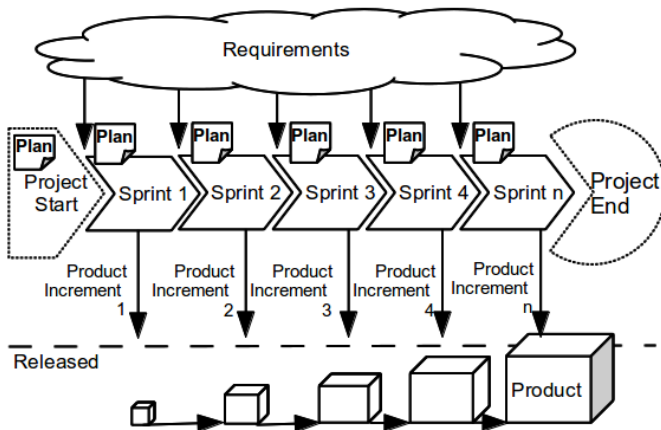 Requirements
Plan
Plan
Plan
Plan
Plan
Plan
Project
Start
Sprint 1
Sprint 2
Sprint 3
Sprint 4
Sprint n
Project
End
Product
Increment
1
Product
Increment
2
Product
Increment
3
Product
Increment
4
Product
Increment
n
Released
Product